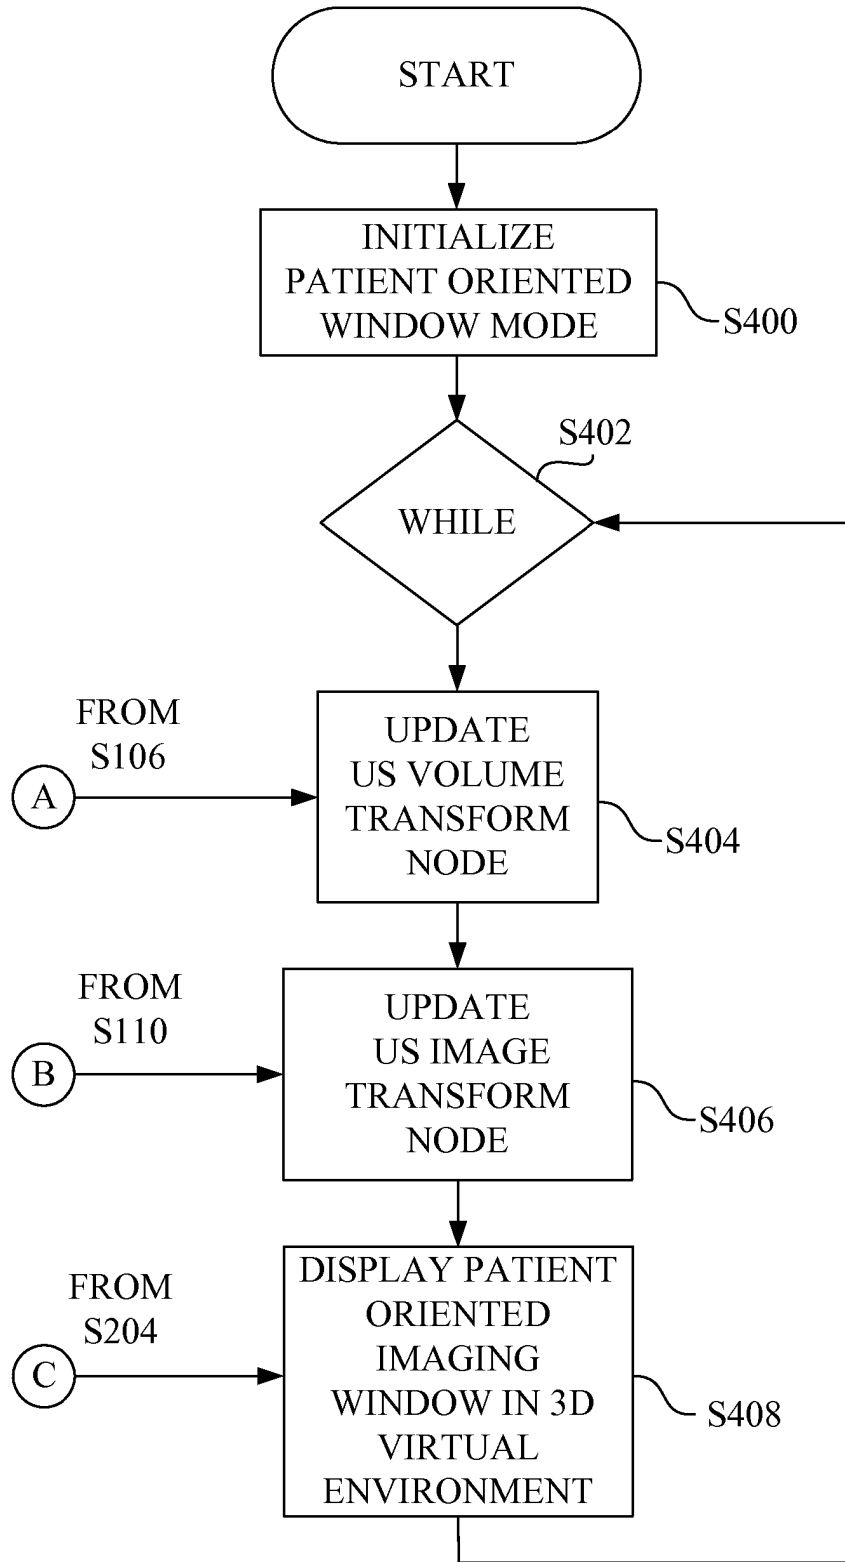 START
INITIALIZE
PATIENT ORIENTED
WINDOW MODE
S400
S402
WHILE
FROM
S106
A
UPDATE
US VOLUME
TRANSFORM
NODE
S404
FROM
S110
B
UPDATE
US IMAGE
TRANSFORM
NODE
S406
FROM
S204
C
DISPLAY PATIENT
ORIENTED
IMAGING
WINDOW IN 3D
VIRTUAL
ENVIRONMENT
S408